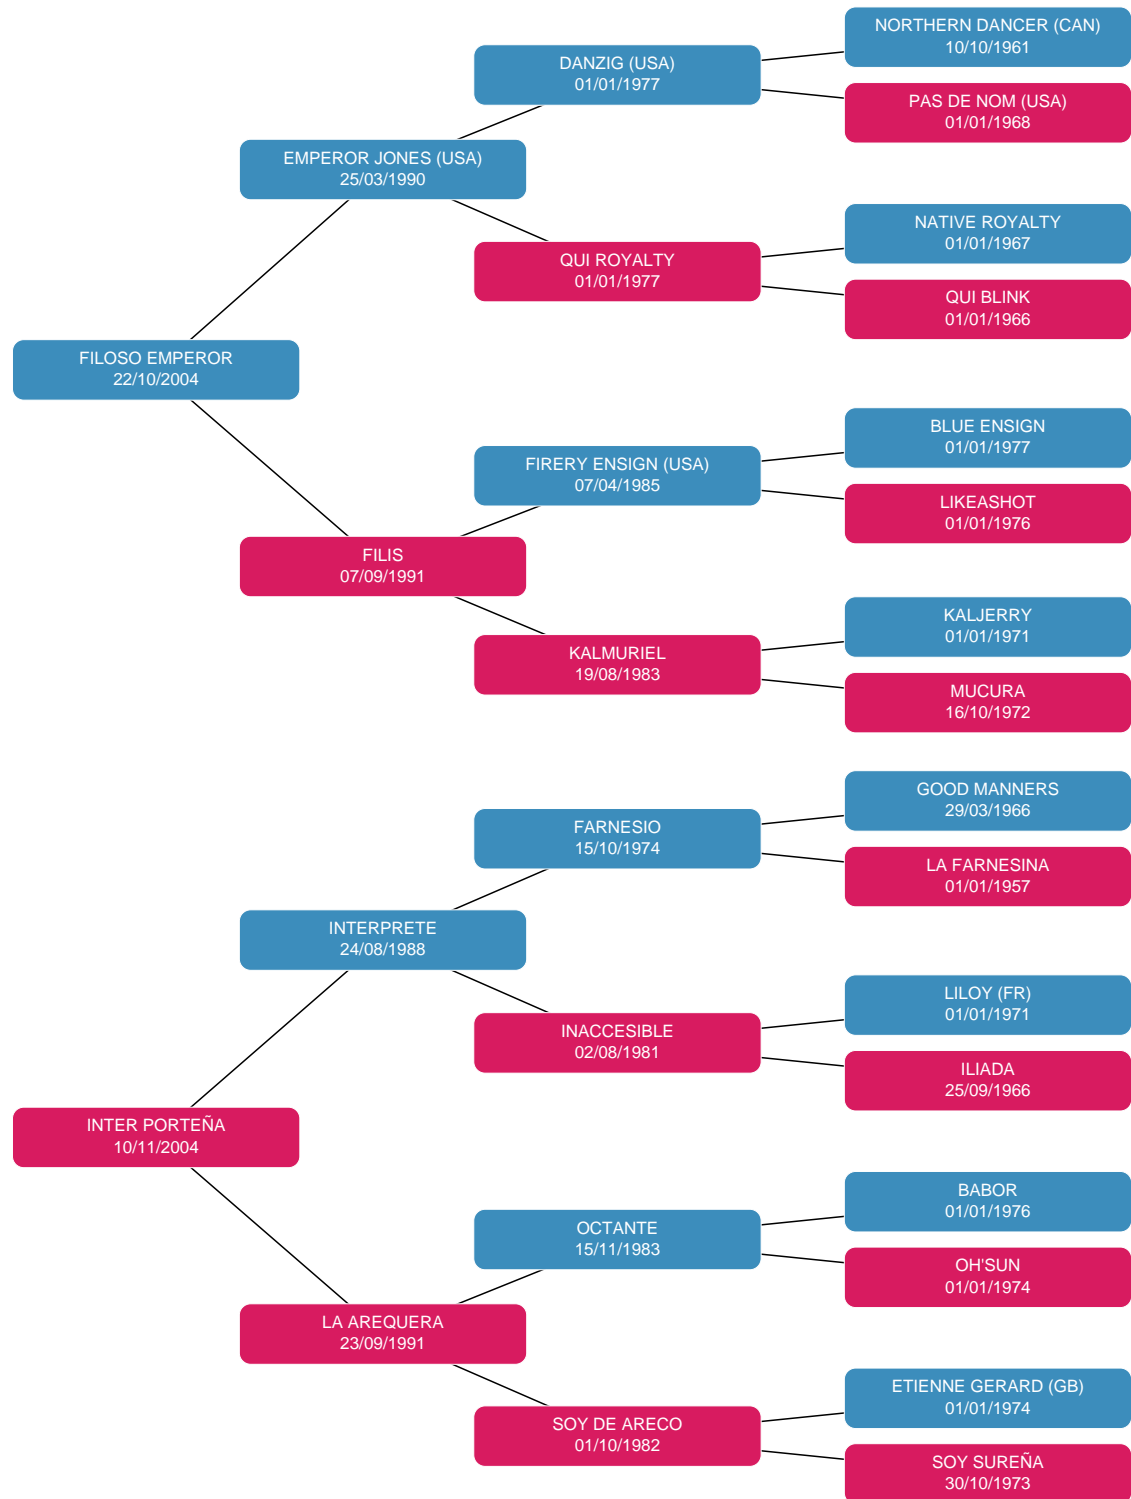 NORTHERN DANCER (CAN)
10/10/1961
DANZIG (USA)
01/01/1977
PAS DE NOM (USA)
01/01/1968
EMPEROR JONES (USA)
25/03/1990
NATIVE ROYALTY
01/01/1967
QUI ROYALTY
01/01/1977
QUI BLINK
01/01/1966
FILOSO EMPEROR
22/10/2004
BLUE ENSIGN
01/01/1977
FIRERY ENSIGN (USA)
07/04/1985
LIKEASHOT
01/01/1976
FILIS
07/09/1991
KALJERRY
01/01/1971
KALMURIEL
19/08/1983
MUCURA
16/10/1972
GOOD MANNERS
29/03/1966
FARNESIO
15/10/1974
LA FARNESINA
01/01/1957
INTERPRETE
24/08/1988
LILOY (FR)
01/01/1971
INACCESIBLE
02/08/1981
ILIADA
25/09/1966
INTER PORTEÑA
10/11/2004
BABOR
01/01/1976
OCTANTE
15/11/1983
OH'SUN
01/01/1974
LA AREQUERA
23/09/1991
ETIENNE GERARD (GB)
01/01/1974
SOY DE ARECO
01/10/1982
SOY SUREÑA
30/10/1973